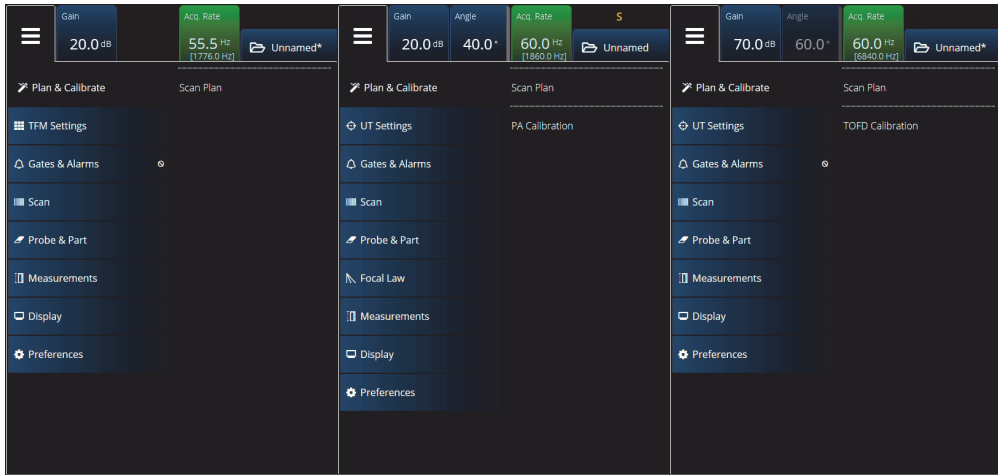 Gain
Acq. Rate
20.0 dB
55.5 Hz
[1776.0 Hz]
Unnamed*
Plan & Calibrate
Scan Plan
TFM Settings
Gates & Alarms
Scan
Probe & Part
Measurements
Display
Preferences
Gain
Angle
Acq. Rate
S
20.0 dB
40.0 °
60.0 Hz
[1860.0 Hz]
Unnamed
Plan & Calibrate
Scan Plan
UT Settings
PA Calibration
Gates & Alarms
Scan
Probe & Part
Focal Law
Measurements
Display
Preferences
Gain
Angle
Acq. Rate
70.0 dB
60.0 °
60.0 Hz
[6840.0 Hz]
Unnamed*
Plan & Calibrate
Scan Plan
UT Settings
TOFD Calibration
Gates & Alarms
Scan
Probe & Part
Measurements
Display
Preferences